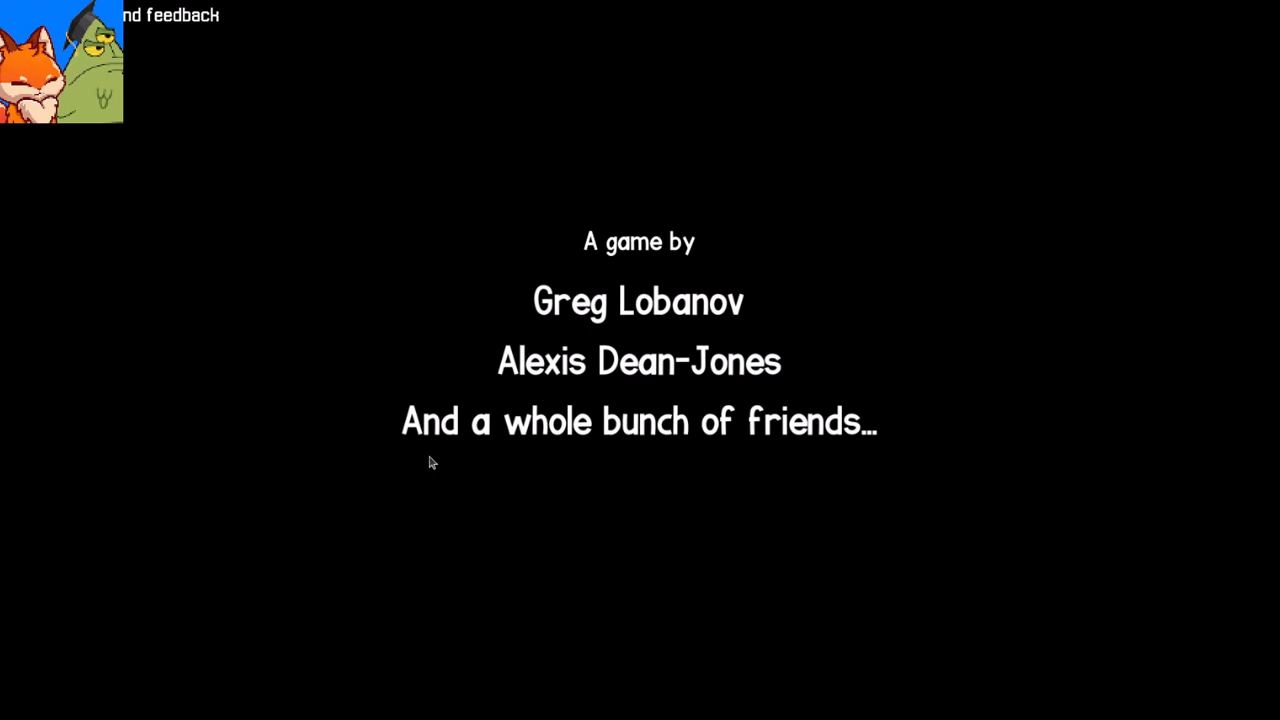 nd feedback
A game by
Greg Lobanov
Alexis Dean-Jones
And a whole bunch of friends...